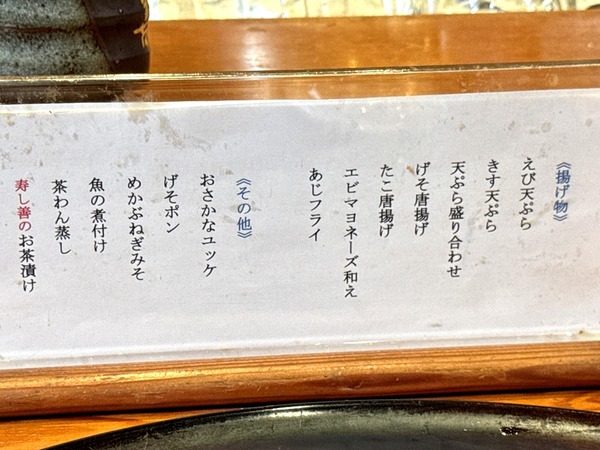 《揚げ物》
えび天ぷら
きす天ぷら
天ぷら盛り合わせ
げそ唐揚げ
たこ唐揚げ
エビマヨネーズ和え
あじフライ
《その他》
おさかなユッケ
げそポン
めかぶねぎみそ
魚の煮付け
茶わん蒸し
寿し善のお茶漬け